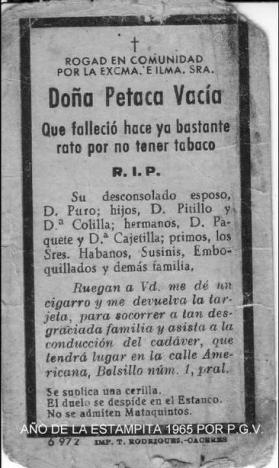 ROGAD EN COMUNIDAD
POR LA EXCMA. E ILMA. SRA.
Doña Petaca Vacía
Que falleció hace ya bastante
rato por no tener tabaco
R. I. P.
Su desconsolado esposo,
D. Puro; hijos, D. Pitillo y
D.ª Colilla; hermanos, D. Pa-
quete y D.ª Cajetilla; primos, los
Sres. Habanos, Susinis, Embo-
quillados y demás familia,
Ruegan a Vd. me dé un
cigarro y me devuelva la tar-
jeta, para socorrer a tan des-
graciada familia y asista a la
conducción del cadáver, que
tendrá lugar en la calle Ame-
ricana, Bolsillo núm. 1, pral.
Se suplica una cerilla.
El duelo se despide en el Estanco.
No se admiten Mataquintos.
AÑO DE LA ESTAMPITA 1965 POR P.G.V.
6972 IMP. T. RODRIGUES.-CACERES